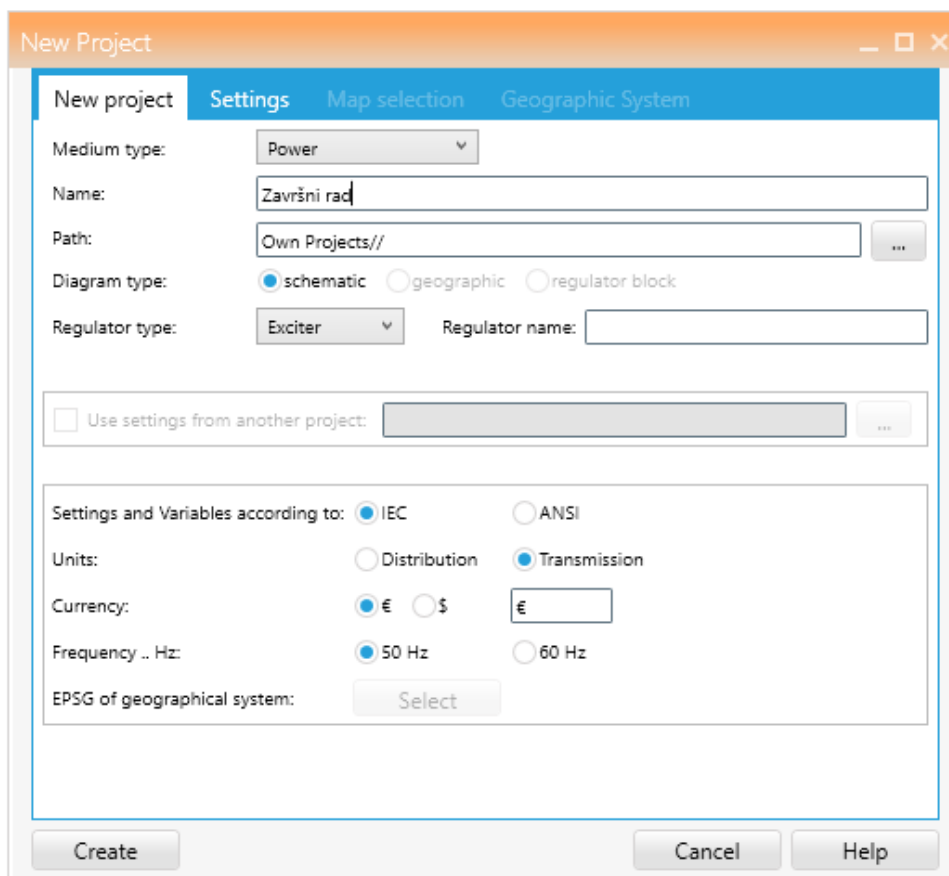 New Project
New project Settings Map selection Geographic System
Medium type: Power
Name: Završni rad
Path: Own Projects// ...
Diagram type: schematic geographic regulator block
Regulator type: Exciter Regulator name:
Use settings from another project: ...
Settings and Variables according to: IEC ANSI
Units: Distribution Transmission
Currency: € $ €
Frequency .. Hz: 50 Hz 60 Hz
EPSG of geographical system: Select
Create Cancel Help